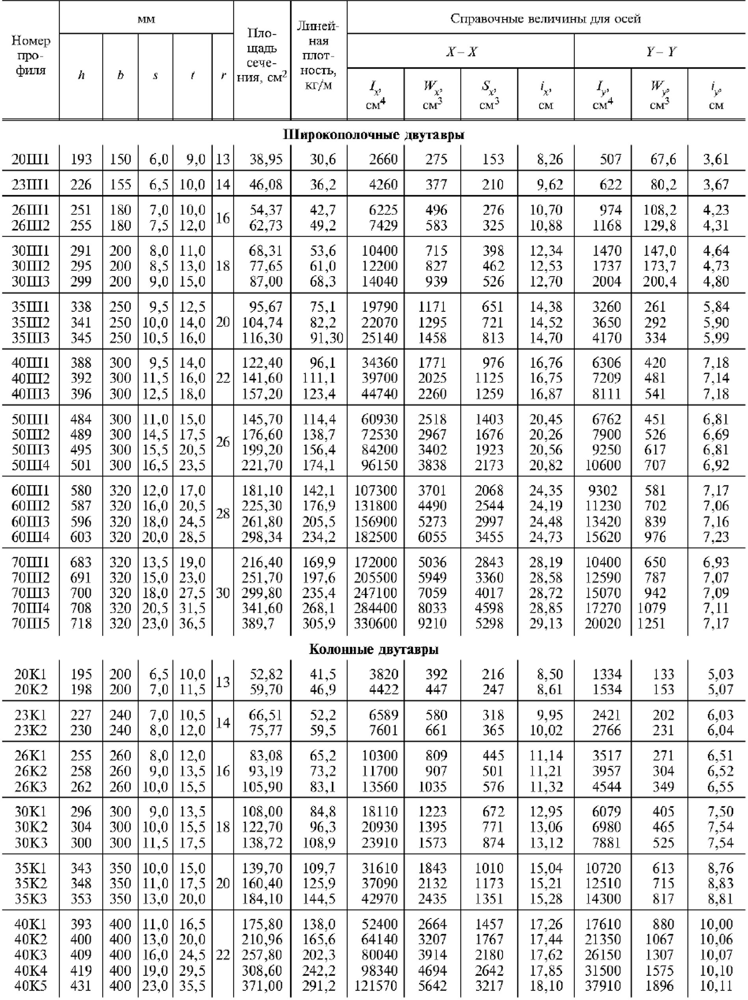 Номер про- филя мм Пло- щадь сече- ния, см2 Линей- ная плот- ность, кг/м Справочные величины для осей
X – X Y – Y
h b s t r Ix, см4 Wx, см3 Sx, см3 ix, см Iy, см4 Wy, см3 iy, см
Широкополочные двутавры
20Ш1 193 150 6,0 9,0 13 38,95 30,6 2660 275 153 8,26 507 67,6 3,61
23Ш1 226 155 6,5 10,0 14 46,08 36,2 4260 377 210 9,62 622 80,2 3,67
26Ш1 251 180 7,0 10,0 16 54,37 42,7 6225 496 276 10,70 974 108,2 4,23
26Ш2 255 180 7,5 12,0 62,73 49,2 7429 583 325 10,88 1168 129,8 4,31
30Ш1 291 200 8,0 11,0 68,31 53,6 10400 715 398 12,34 1470 147,0 4,64
30Ш2 295 200 8,5 13,0 18 77,65 61,0 12200 827 462 12,53 1737 173,7 4,73
30Ш3 299 200 9,0 15,0 87,00 68,3 14040 939 526 12,70 2004 200,4 4,80
35Ш1 338 250 9,5 12,5 95,67 75,1 19790 1171 651 14,38 3260 261 5,84
35Ш2 341 250 10,0 14,0 20 104,74 82,2 22070 1295 721 14,52 3650 292 5,90
35Ш3 345 250 10,5 16,0 116,30 91,30 25140 1458 813 14,70 4170 334 5,99
40Ш1 388 300 9,5 14,0 122,40 96,1 34360 1771 976 16,76 6306 420 7,18
40Ш2 392 300 11,5 16,0 22 141,60 111,1 39700 2025 1125 16,75 7209 481 7,14
40Ш3 396 300 12,5 18,0 157,20 123,4 44740 2260 1259 16,87 8111 541 7,18
50Ш1 484 300 11,0 15,0 145,70 114,4 60930 2518 1403 20,45 6762 451 6,81
50Ш2 489 300 14,5 17,5 26 176,60 138,7 72530 2967 1676 20,26 7900 526 6,69
50Ш3 495 300 15,5 20,5 199,20 156,4 84200 3402 1923 20,56 9250 617 6,81
50Ш4 501 300 16,5 23,5 221,70 174,1 96150 3838 2173 20,82 10600 707 6,92
60Ш1 580 320 12,0 17,0 181,10 142,1 107300 3701 2068 24,35 9302 581 7,17
60Ш2 587 320 16,0 20,5 28 225,30 176,9 131800 4490 2544 24,19 11230 702 7,06
60Ш3 596 320 18,0 24,5 261,80 205,5 156900 5273 2997 24,48 13420 839 7,16
60Ш4 603 320 20,0 28,5 298,34 234,2 182500 6055 3455 24,73 15620 976 7,23
70Ш1 683 320 13,5 19,0 216,40 169,9 172000 5036 2843 28,19 10400 650 6,93
70Ш2 691 320 15,0 23,0 251,70 197,6 205500 5949 3360 28,58 12590 787 7,07
70Ш3 700 320 18,0 27,5 30 299,80 235,4 247100 7059 4017 28,72 15070 942 7,09
70Ш4 708 320 20,5 31,5 341,60 268,1 284400 8033 4598 28,85 17270 1079 7,11
70Ш5 718 320 23,0 36,5 389,7 305,9 330600 9210 5298 29,13 20020 1251 7,17
Колонные двутавры
20К1 195 200 6,5 10,0 13 52,82 41,5 3820 392 216 8,50 1334 133 5,03
20К2 198 200 7,0 11,5 59,70 46,9 4422 447 247 8,61 1534 153 5,07
23К1 227 240 7,0 10,5 14 66,51 52,2 6589 580 318 9,95 2421 202 6,03
23К2 230 240 8,0 12,0 75,77 59,5 7601 661 365 10,02 2766 231 6,04
26К1 255 260 8,0 12,0 83,08 65,2 10300 809 445 11,14 3517 271 6,51
26К2 258 260 9,0 13,5 16 93,19 73,2 11700 907 501 11,21 3957 304 6,52
26К3 262 260 10,0 15,5 105,90 83,1 13560 1035 576 11,32 4544 349 6,55
30К1 296 300 9,0 13,5 108,00 84,8 18110 1223 672 12,95 6079 405 7,50
30К2 304 300 10,0 15,5 18 122,70 96,3 20930 1395 771 13,06 6980 465 7,54
30К3 300 300 11,5 17,5 138,72 108,9 23910 1573 874 13,12 7881 525 7,54
35К1 343 350 10,0 15,0 139,70 109,7 31610 1843 1010 15,04 10720 613 8,76
35К2 348 350 11,0 17,5 20 160,40 125,9 37090 2132 1173 15,21 12510 715 8,83
35К3 353 350 13,0 20,0 184,10 144,5 42970 2435 1351 15,28 14300 817 8,81
40К1 393 400 11,0 16,5 175,80 138,0 52400 2664 1457 17,26 17610 880 10,00
40К2 400 400 13,0 20,0 210,96 165,6 64140 3207 1767 17,44 21350 1067 10,06
40К3 409 400 16,0 24,5 22 257,80 202,3 80040 3914 2180 17,62 26150 1307 10,07
40К4 419 400 19,0 29,5 308,60 242,2 98340 4694 2642 17,85 31500 1575 10,10
40К5 431 400 23,0 35,5 371,00 291,2 121570 5642 3217 18,10 37910 1896 10,11